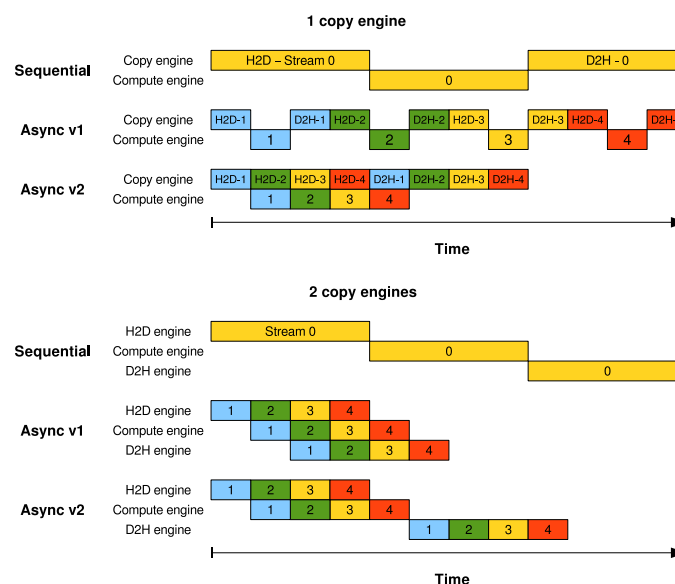 1 copy engine
Sequential
Copy engine H2D – Stream 0 D2H - 0
Compute engine 0
Async v1
Copy engine H2D-1 D2H-1 H2D-2 D2H-2 H2D-3 D2H-3 H2D-4 D2H-
Compute engine 1 2 3 4
Async v2
Copy engine H2D-1 H2D-2 H2D-3 H2D-4 D2H-1 D2H-2 D2H-3 D2H-4
Compute engine 1 2 3 4
Time
2 copy engines
Sequential
H2D engine Stream 0
Compute engine 0
D2H engine 0
Async v1
H2D engine 1 2 3 4
Compute engine 1 2 3 4
D2H engine 1 2 3 4
Async v2
H2D engine 1 2 3 4
Compute engine 1 2 3 4
D2H engine 1 2 3 4
Time